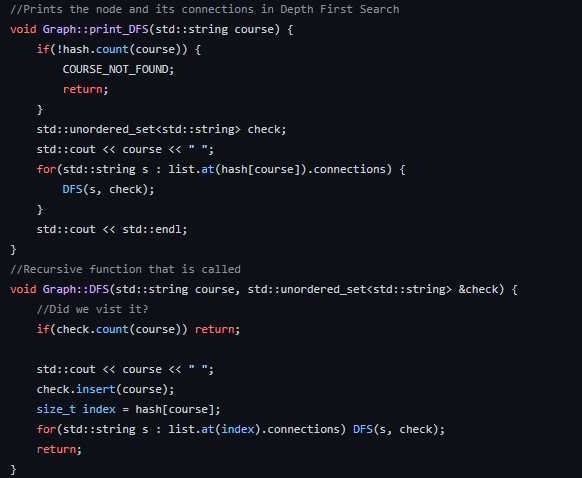 //Prints the node and its connections in Depth First Search
void Graph::print_DFS(std::string course) {
    if(!hash.count(course)) {
        COURSE_NOT_FOUND;
        return;
    }
    std::unordered_set<std::string> check;
    std::cout << course << " ";
    for(std::string s : list.at(hash[course]).connections) {
        DFS(s, check);
    }
    std::cout << std::endl;
}
//Recursive function that is called
void Graph::DFS(std::string course, std::unordered_set<std::string> &check) {
    //Did we vist it?
    if(check.count(course)) return;

    std::cout << course << " ";
    check.insert(course);
    size_t index = hash[course];
    for(std::string s : list.at(index).connections) DFS(s, check);
    return;
}